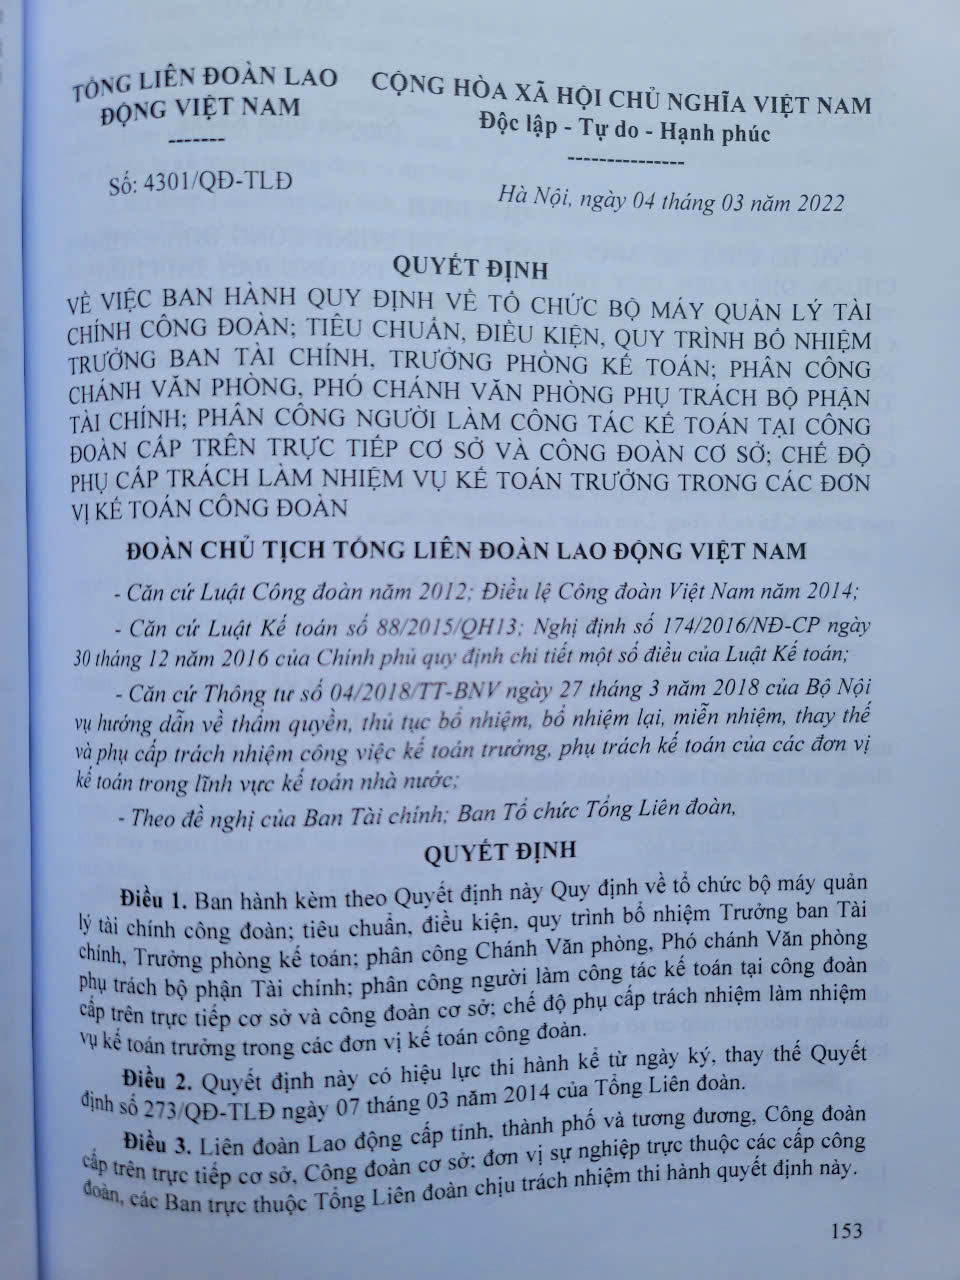 TỔNG LIÊN ĐOÀN LAO
ĐỘNG VIỆT NAM
-------
Số: 4301/QĐ-TLĐ
CỘNG HÒA XÃ HỘI CHỦ NGHĨA VIỆT NAM
Độc lập - Tự do - Hạnh phúc
---------------
Hà Nội, ngày 04 tháng 03 năm 2022
QUYẾT ĐỊNH
VỀ VIỆC BAN HÀNH QUY ĐỊNH VỀ TỔ CHỨC BỘ MÁY QUẢN LÝ TÀI
CHÍNH CÔNG ĐOÀN; TIÊU CHUẨN, ĐIỀU KIỆN, QUY TRÌNH BỔ NHIỆM
TRƯỞNG BAN TÀI CHÍNH, TRƯỞNG PHÒNG KẾ TOÁN; PHÂN CÔNG
CHÁNH VĂN PHÒNG, PHÓ CHÁNH VĂN PHÒNG PHỤ TRÁCH BỘ PHẬN
TÀI CHÍNH; PHÂN CÔNG NGƯỜI LÀM CÔNG TÁC KẾ TOÁN TẠI CÔNG
ĐOÀN CẤP TRÊN TRỰC TIẾP CƠ SỞ VÀ CÔNG ĐOÀN CƠ SỞ; CHẾ ĐỘ
PHỤ CẤP TRÁCH LÀM NHIỆM VỤ KẾ TOÁN TRƯỞNG TRONG CÁC ĐƠN
VỊ KẾ TOÁN CÔNG ĐOÀN
ĐOÀN CHỦ TỊCH TỔNG LIÊN ĐOÀN LAO ĐỘNG VIỆT NAM
- Căn cứ Luật Công đoàn năm 2012; Điều lệ Công đoàn Việt Nam năm 2014;
- Căn cứ Luật Kế toán số 88/2015/QH13; Nghị định số 174/2016/NĐ-CP ngày
30 tháng 12 năm 2016 của Chính phủ quy định chi tiết một số điều của Luật Kế toán;
- Căn cứ Thông tư số 04/2018/TT-BNV ngày 27 tháng 3 năm 2018 của Bộ Nội
vụ hướng dẫn về thẩm quyền, thủ tục bổ nhiệm, bổ nhiệm lại, miễn nhiệm, thay thế
và phụ cấp trách nhiệm công việc kế toán trưởng, phụ trách kế toán của các đơn vị
kế toán trong lĩnh vực kế toán nhà nước;
- Theo đề nghị của Ban Tài chính; Ban Tổ chức Tổng Liên đoàn,
QUYẾT ĐỊNH
Điều 1. Ban hành kèm theo Quyết định này Quy định về tổ chức bộ máy quản
lý tài chính công đoàn; tiêu chuẩn, điều kiện, quy trình bổ nhiệm Trưởng ban Tài
chính, Trưởng phòng kế toán; phân công Chánh Văn phòng, Phó chánh Văn phòng
phụ trách bộ phận Tài chính; phân công người làm công tác kế toán tại công đoàn
cấp trên trực tiếp cơ sở và công đoàn cơ sở; chế độ phụ cấp trách nhiệm làm nhiệm
vụ kế toán trưởng trong các đơn vị kế toán công đoàn.
Điều 2. Quyết định này có hiệu lực thi hành kể từ ngày ký, thay thế Quyết
định số 273/QĐ-TLĐ ngày 07 tháng 03 năm 2014 của Tổng Liên đoàn.
Điều 3. Liên đoàn Lao động cấp tỉnh, thành phố và tương đương, Công đoàn
cấp trên trực tiếp cơ sở, Công đoàn cơ sở: đơn vị sự nghiệp trực thuộc các cấp công
đoàn, các Ban trực thuộc Tổng Liên đoàn chịu trách nhiệm thi hành quyết định này.
153